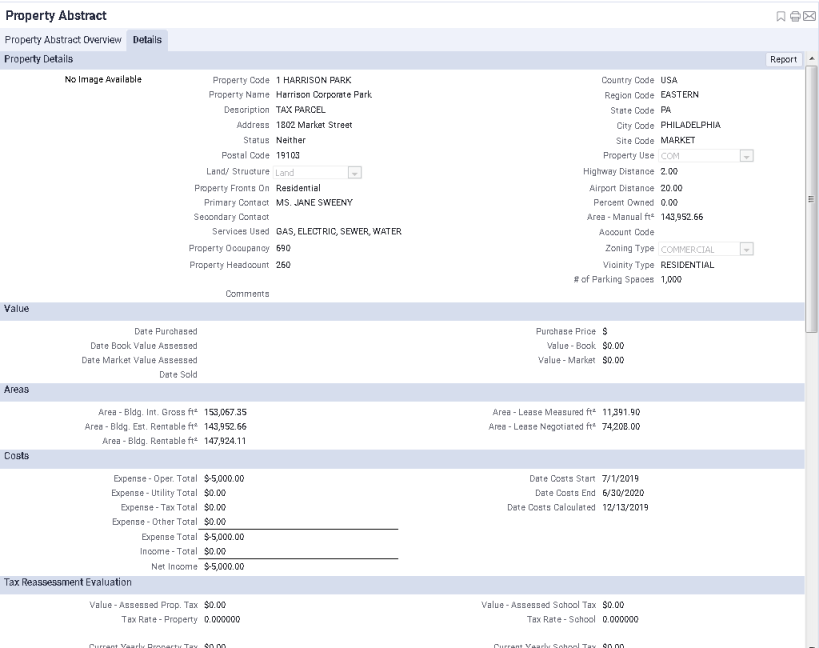 Property Abstract
Property Abstract Overview Details
Property Details Report
No Image Available
Property Code 1 HARRISON PARK Country Code USA
Property Name Harrison Corporate Park Region Code EASTERN
Description TAX PARCEL State Code PA
Address 1802 Market Street City Code PHILADELPHIA
Status Neither Site Code MARKET
Postal Code 19103 Property Use COM
Land/ Structure Land Highway Distance 2.00
Property Fronts On Residential Airport Distance 20.00
Primary Contact MS. JANE SWEENY Percent Owned 0.00
Secondary Contact Area - Manual ft² 143,952.66
Services Used GAS, ELECTRIC, SEWER, WATER Account Code
Property Occupancy 690 Zoning Type COMMERCIAL
Property Headcount 260 Vicinity Type RESIDENTIAL
# of Parking Spaces 1,000
Comments
Value
Date Purchased Purchase Price $
Date Book Value Assessed Value - Book $0.00
Date Market Value Assessed Value - Market $0.00
Date Sold
Areas
Area - Bldg. Int. Gross ft² 153,067.35 Area - Lease Measured ft² 11,391.90
Area - Bldg. Est. Rentable ft² 143,952.66 Area - Lease Negotiated ft² 74,208.00
Area - Bldg. Rentable ft² 147,924.11
Costs
Expense - Oper. Total $-5,000.00 Date Costs Start 7/1/2019
Expense - Utility Total $0.00 Date Costs End 6/30/2020
Expense - Tax Total $0.00 Date Costs Calculated 12/13/2019
Expense - Other Total $0.00
Expense Total $-5,000.00
Income - Total $0.00
Net Income $-5,000.00
Tax Reassessment Evaluation
Value - Assessed Prop. Tax $0.00 Value - Assessed School Tax $0.00
Tax Rate - Property 0.000000 Tax Rate - School 0.000000
Current Yearly Property Tax $0.00 Current Yearly School Tax $0.00